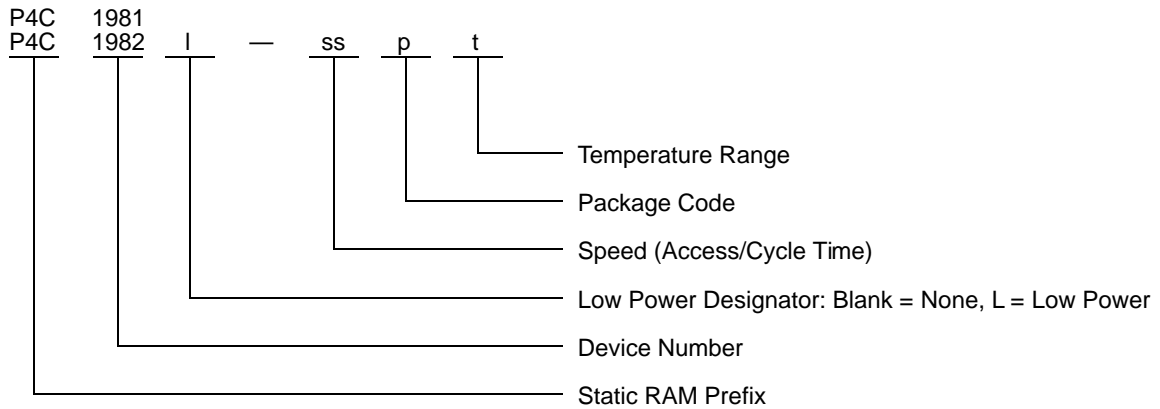 P4C 1981
P4C 1982 l — ss p t
Temperature Range
Package Code
Speed (Access/Cycle Time)
Low Power Designator: Blank = None, L = Low Power
Device Number
Static RAM Prefix